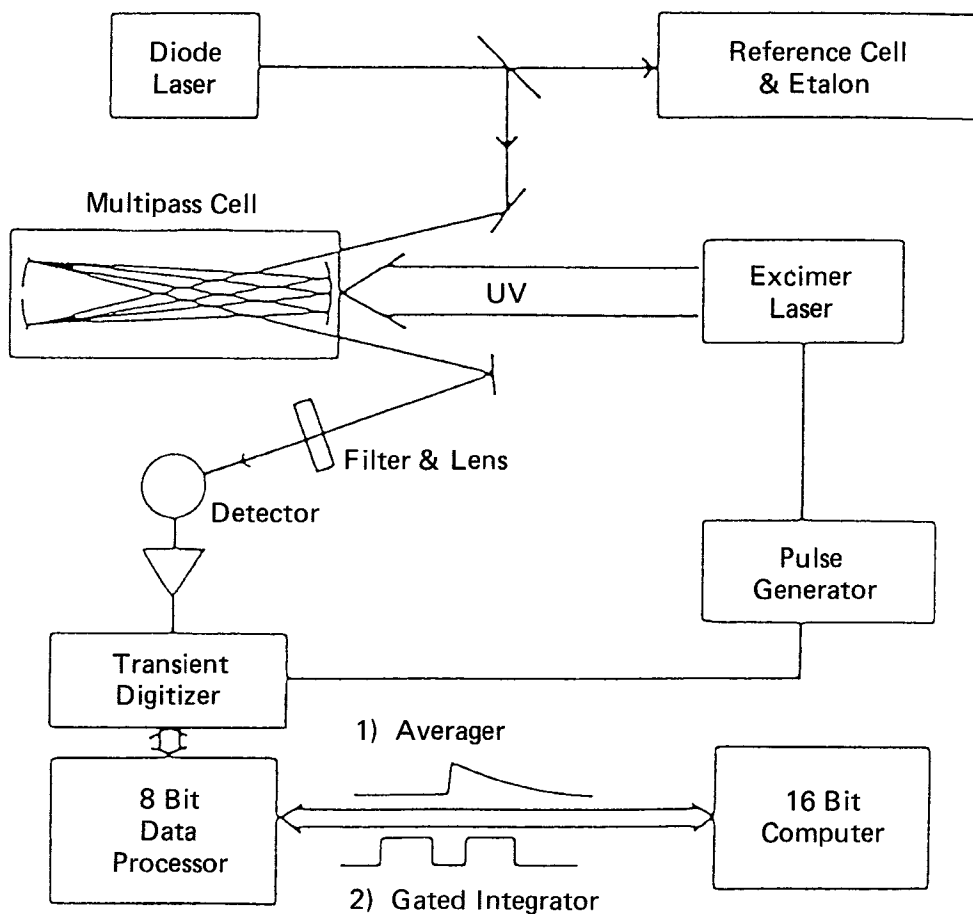 Diode
Laser
Reference Cell
& Etalon
Multipass Cell
UV
Excimer
Laser
Filter & Lens
Detector
Pulse
Generator
Transient
Digitizer
1) Averager
8 Bit
Data
Processor
16 Bit
Computer
2) Gated Integrator